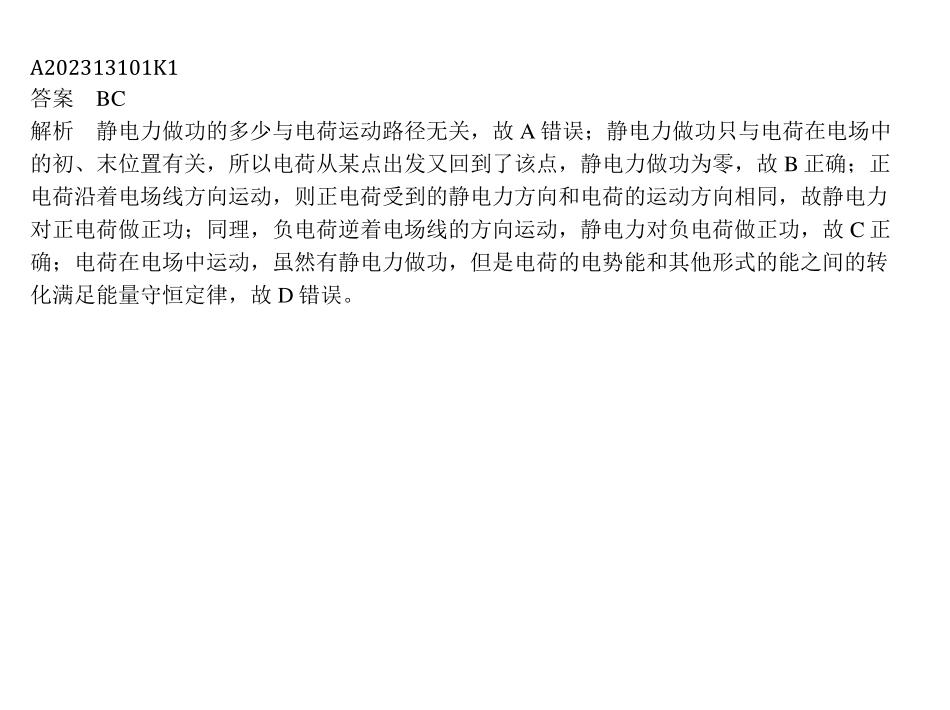 A202313101K1
答案　BC
解析　静电力做功的多少与电荷运动路径无关，故 A 错误；静电力做功只与电荷在电场中
的初、末位置有关，所以电荷从某点出发又回到了该点，静电力做功为零，故 B 正确；正
电荷沿着电场线方向运动，则正电荷受到的静电力方向和电荷的运动方向相同，故静电力
对正电荷做正功；同理，负电荷逆着电场线的方向运动，静电力对负电荷做正功，故 C 正
确；电荷在电场中运动，虽然有静电力做功，但是电荷的电势能和其他形式的能之间的转
化满足能量守恒定律，故 D 错误。